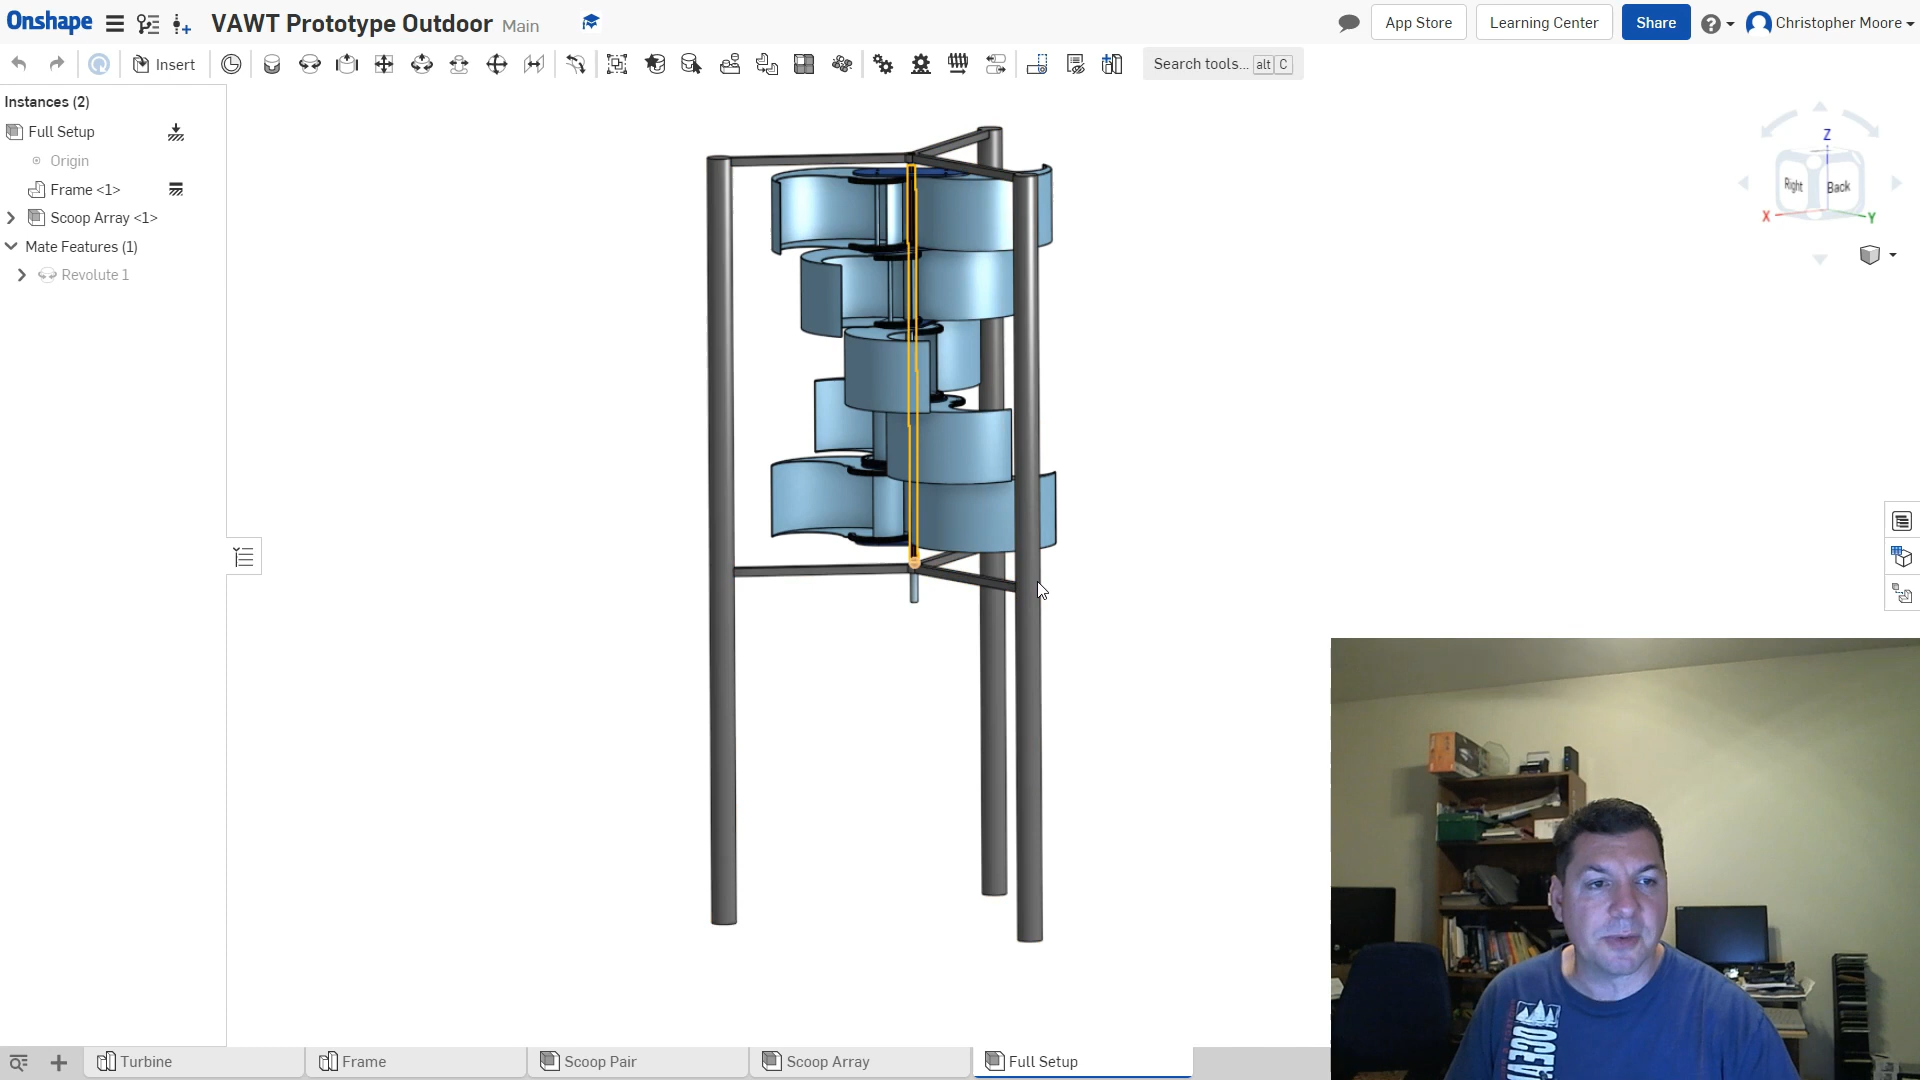 Onshape VAWT Prototype Outdoor Main App Store Learning Center Share Christopher Moore
Insert Search tools... alt C
Instances (2)
Full Setup
Origin
Frame <1>
Scoop Array <1>
Mate Features (1)
Revolute 1
Z
Right Back
X Y
OCEA
Turbine Frame Scoop Pair Scoop Array Full Setup